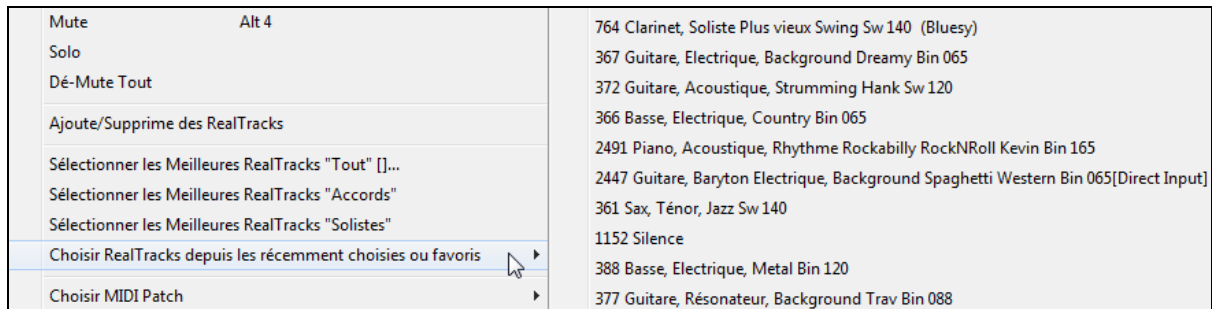 Mute Alt 4
Solo
Dé-Mute Tout
Ajoute/Supprime des RealTracks
Sélectionner les Meilleures RealTracks "Tout" []...
Sélectionner les Meilleures RealTracks "Accords"
Sélectionner les Meilleures RealTracks "Solistes"
Choisir RealTracks depuis les récemment choisies ou favoris
Choisir MIDI Patch
764 Clarinet, Soliste Plus vieux Swing Sw 140 (Bluesy)
367 Guitare, Electrique, Background Dreamy Bin 065
372 Guitare, Acoustique, Strumming Hank Sw 120
366 Basse, Electrique, Country Bin 065
2491 Piano, Acoustique, Rhythme Rockabilly RockNRoll Kevin Bin 165
2447 Guitare, Baryton Electrique, Background Spaghetti Western Bin 065[Direct Input]
361 Sax, Ténor, Jazz Sw 140
1152 Silence
388 Basse, Electrique, Metal Bin 120
377 Guitare, Résonateur, Background Trav Bin 088